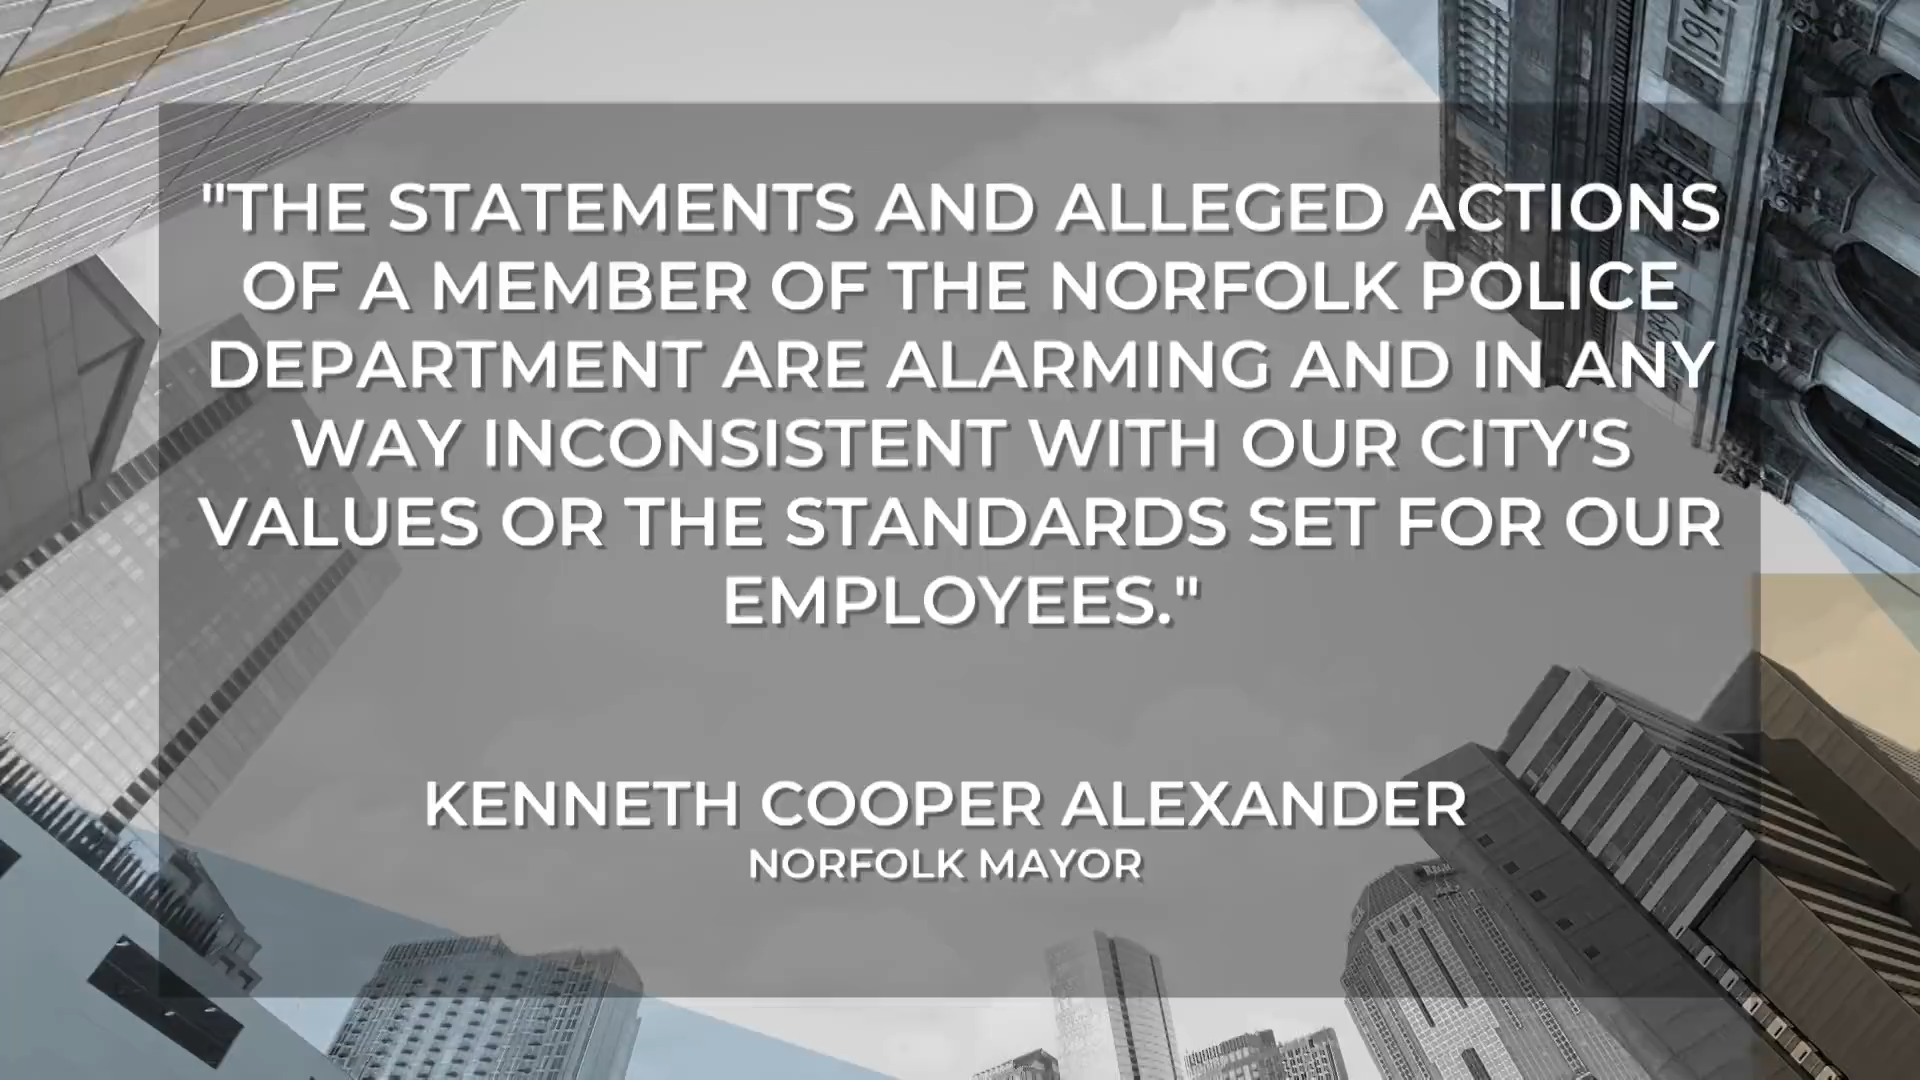 "THE STATEMENTS AND ALLEGED ACTIONS
OF A MEMBER OF THE NORFOLK POLICE
DEPARTMENT ARE ALARMING AND IN ANY
WAY INCONSISTENT WITH OUR CITY'S
VALUES OR THE STANDARDS SET FOR OUR
EMPLOYEES."
KENNETH COOPER ALEXANDER
NORFOLK MAYOR
1914